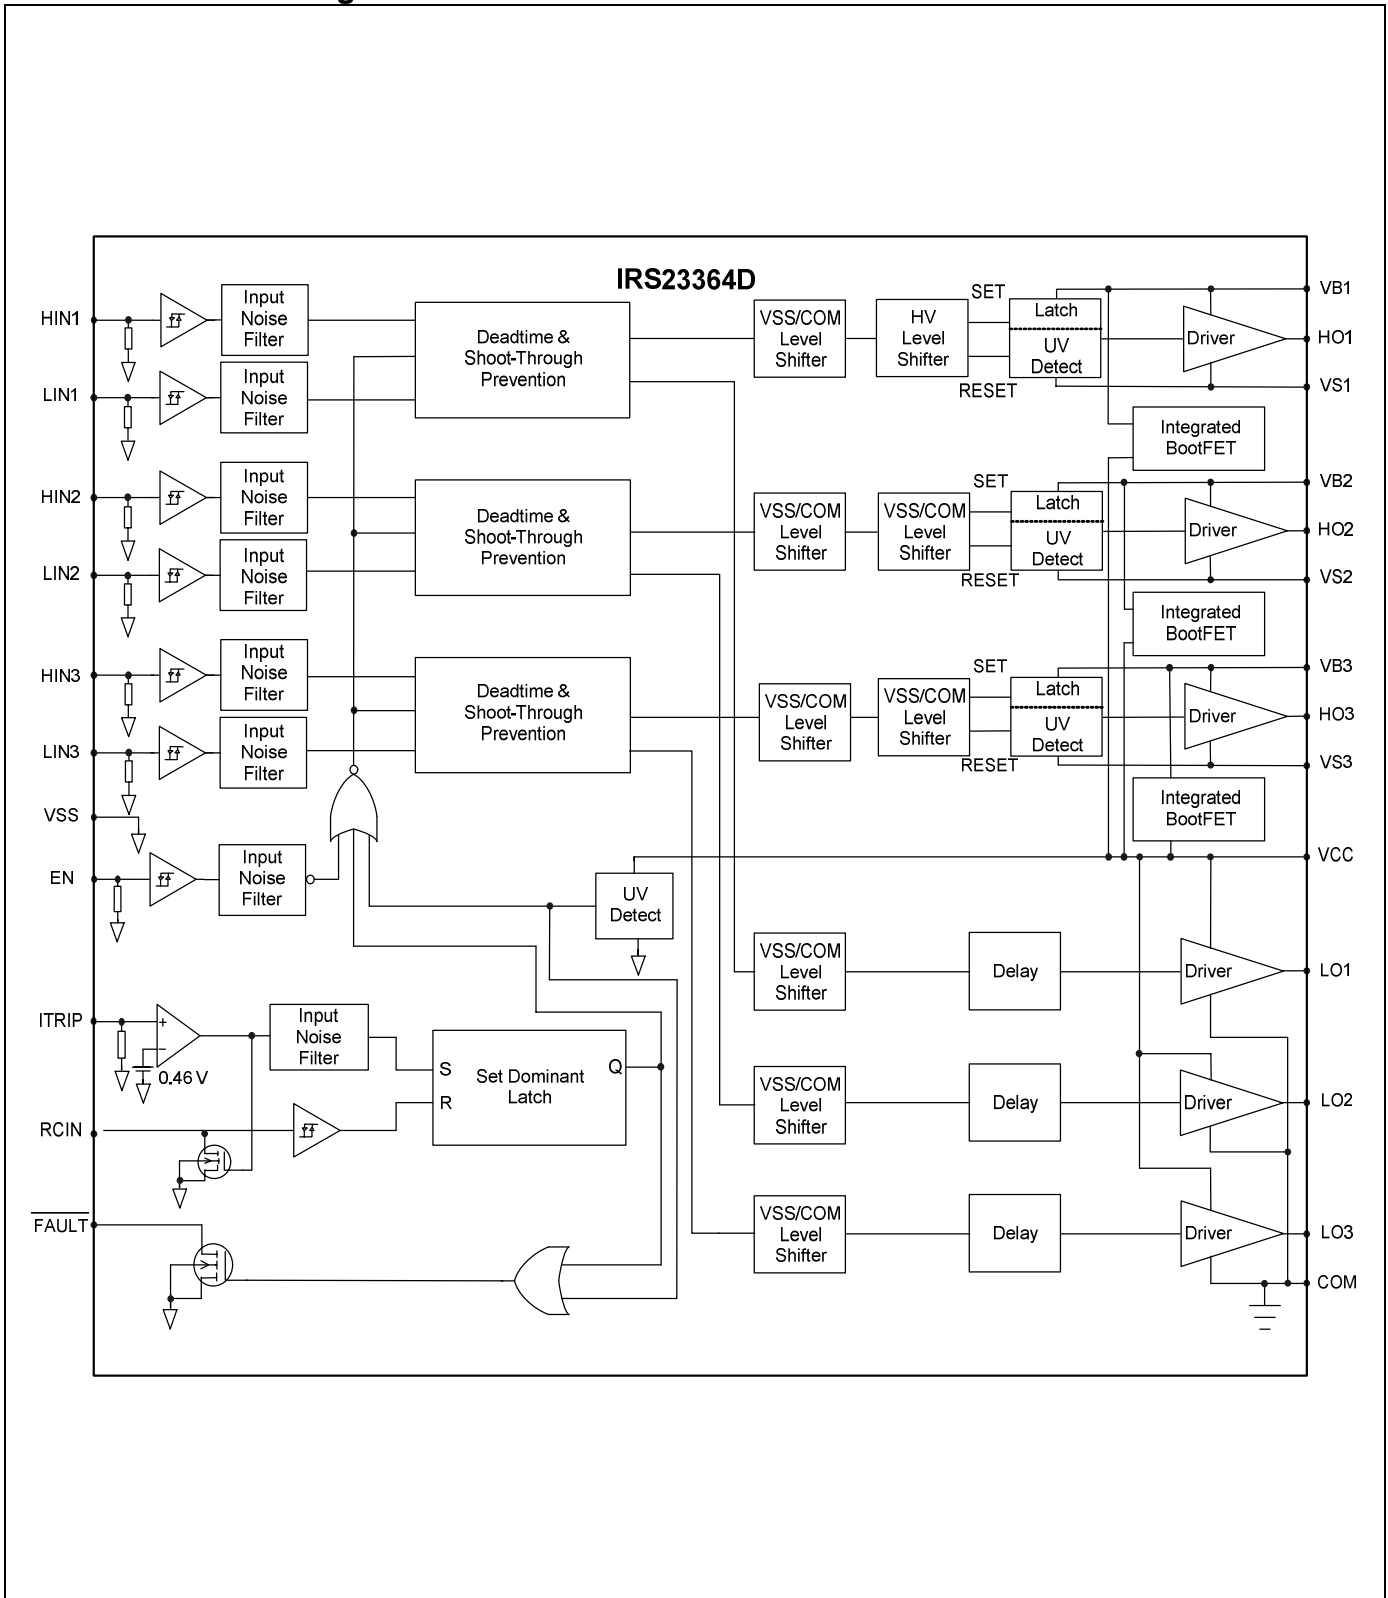 IRS23364D
HIN1
Input
Noise
Filter
LIN1
Input
Noise
Filter
Deadtime &
Shoot-Through
Prevention
VSS/COM
Level
Shifter
HV
Level
Shifter
SET
RESET
Latch
UV
Detect
Driver
VB1
HO1
VS1
Integrated
BootFET
HIN2
Input
Noise
Filter
LIN2
Input
Noise
Filter
Deadtime &
Shoot-Through
Prevention
VSS/COM
Level
Shifter
VSS/COM
Level
Shifter
SET
RESET
Latch
UV
Detect
Driver
VB2
HO2
VS2
Integrated
BootFET
HIN3
Input
Noise
Filter
LIN3
Input
Noise
Filter
Deadtime &
Shoot-Through
Prevention
VSS/COM
Level
Shifter
VSS/COM
Level
Shifter
SET
RESET
Latch
UV
Detect
Driver
VB3
HO3
VS3
Integrated
BootFET
VSS
EN
Input
Noise
Filter
UV
Detect
VCC
VSS/COM
Level
Shifter
Delay
Driver
LO1
ITRIP
+
−
0.46 V
Input
Noise
Filter
S
R
Q
Set Dominant
Latch
RCIN
VSS/COM
Level
Shifter
Delay
Driver
LO2
FAULT
VSS/COM
Level
Shifter
Delay
Driver
LO3
COM